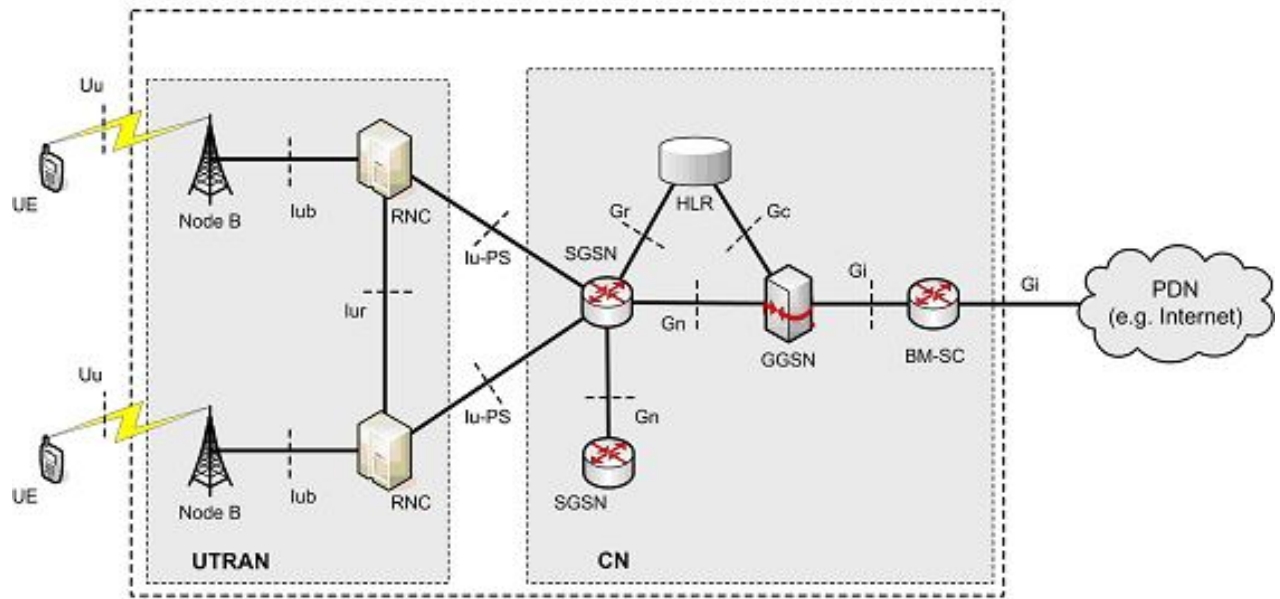 Uu
UE
Node B
Iub
RNC
Iu-PS
Iur
Uu
UE
Node B
Iub
RNC
Iu-PS
UTRAN
HLR
Gr
Gc
SGSN
Gn
GGSN
Gi
BM-SC
Gn
SGSN
CN
Gi
PDN
(e.g. Internet)